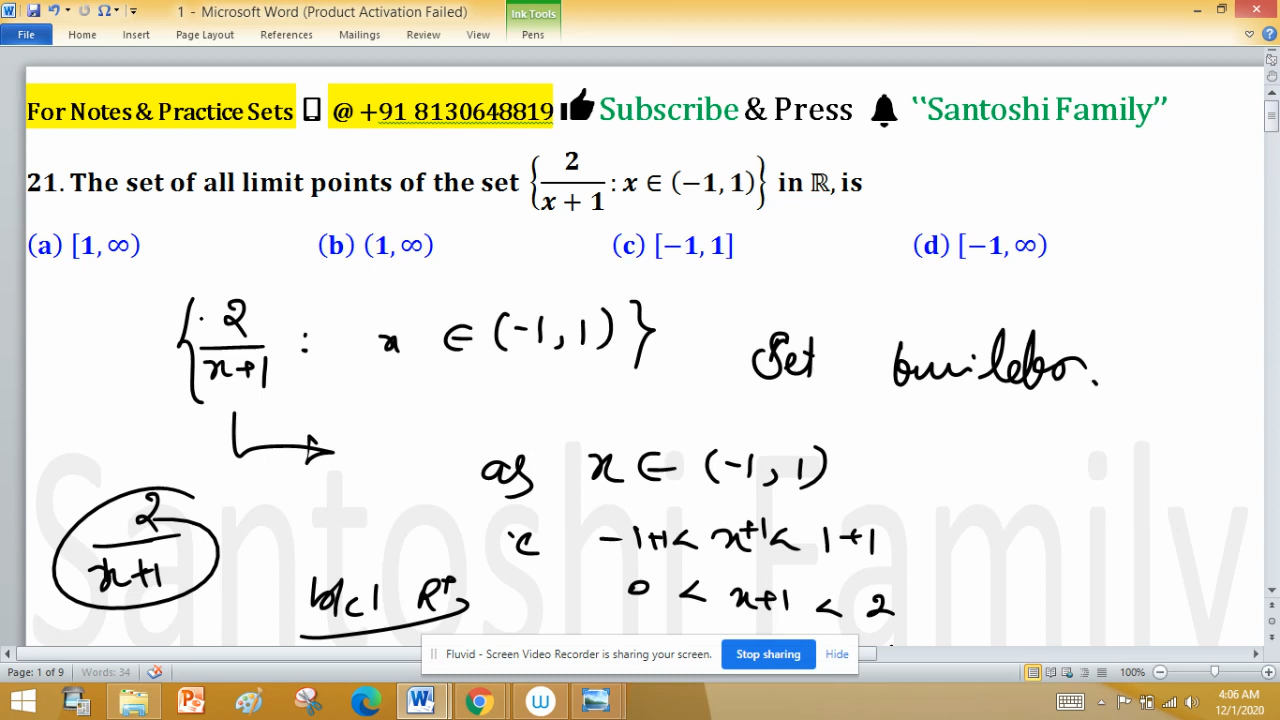 1 - Microsoft Word (Product Activation Failed)
Ink Tools
File Home Insert Page Layout References Mailings Review View Pens
For Notes & Practice Sets @ +91 8130648819 Subscribe & Press “Santoshi Family”
21. The set of all limit points of the set {2/(x + 1) : x ∈ (−1, 1)} in ℝ, is
(a) [1, ∞) (b) (1, ∞) (c) [−1, 1] (d) [−1, ∞)
{2/(x+1) : x ∈ (-1, 1)} Set
as x ∈ (-1, 1)
2/(x+1) -1+1 < x+1 < 1+1
R+ 0 < x+1 < 2
Santoshi Family
Fluvid - Screen Video Recorder is sharing your screen. Stop sharing Hide
Page: 1 of 9 Words: 34 100%
4:06 AM
12/1/2020